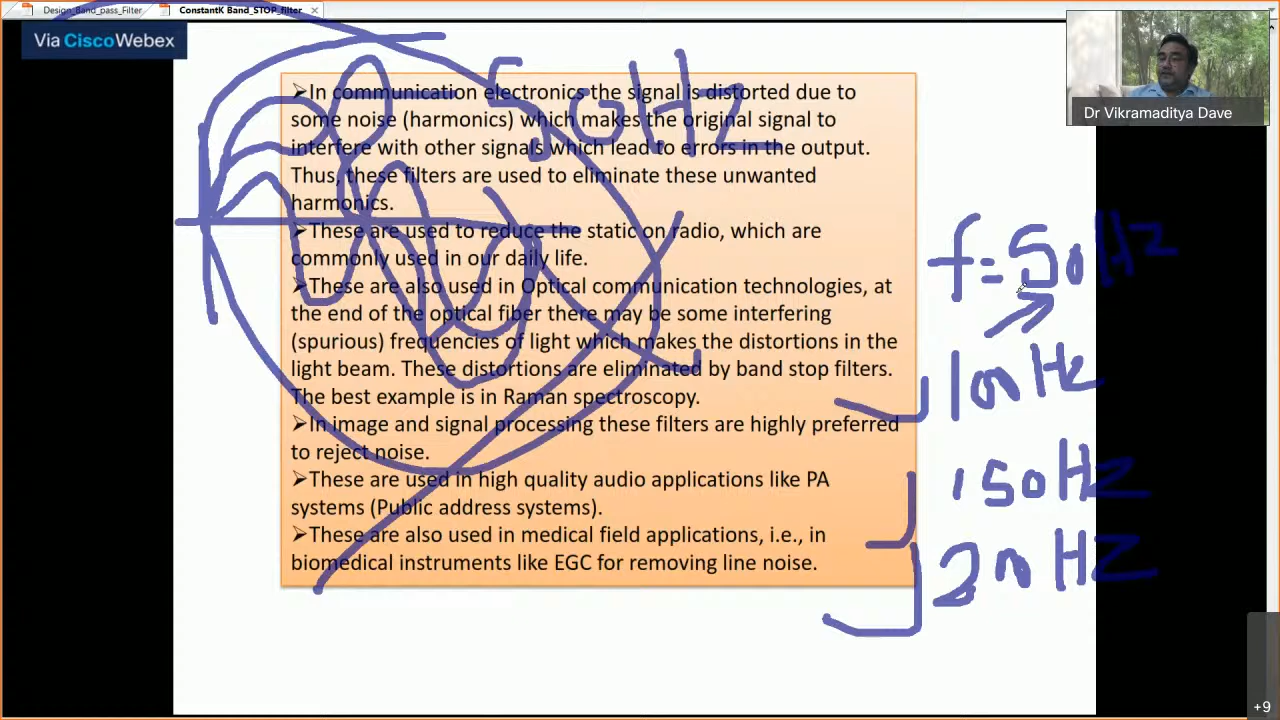 Design_Band_pass_Filter
ConstantK Band_STOP_filter
Via CiscoWebex
➢In communication electronics the signal is distorted due to
some noise (harmonics) which makes the original signal to
interfere with other signals which lead to errors in the output.
Thus, these filters are used to eliminate these unwanted
harmonics.
➢These are used to reduce the static on radio, which are
commonly used in our daily life.
➢These are also used in Optical communication technologies, at
the end of the optical fiber there may be some interfering
(spurious) frequencies of light which makes the distortions in the
light beam. These distortions are eliminated by band stop filters.
The best example is in Raman spectroscopy.
➢In image and signal processing these filters are highly preferred
to reject noise.
➢These are used in high quality audio applications like PA
systems (Public address systems).
➢These are also used in medical field applications, i.e., in
biomedical instruments like EGC for removing line noise.
50Hz
f=50Hz
100Hz
150Hz
200HZ
Dr Vikramaditya Dave
+9